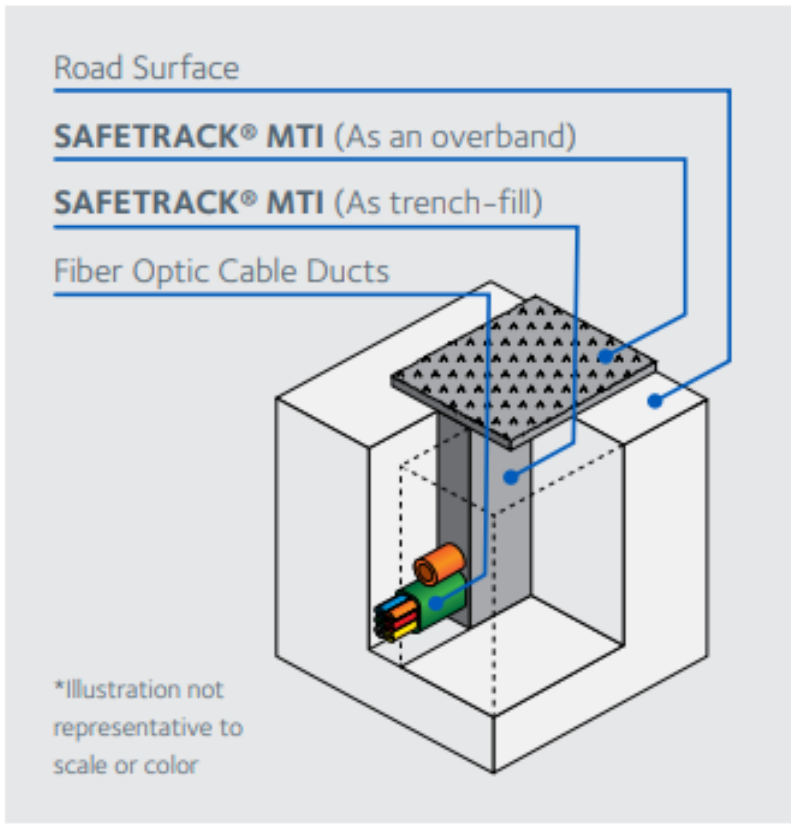 Road Surface
SAFETRACK® MTI (As an overband)
SAFETRACK® MTI (As trench-fill)
Fiber Optic Cable Ducts
*Illustration not
representative to
scale or color